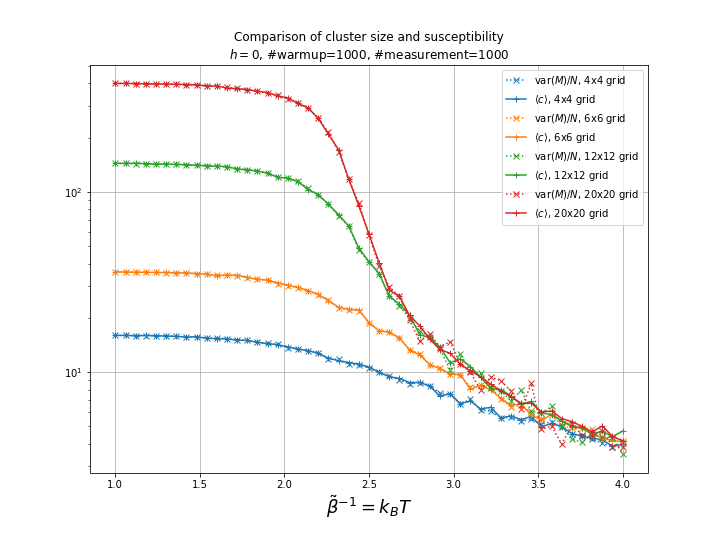 Comparison of cluster size and susceptibility
h = 0, #warmup=1000, #measurement=1000
var(M)/N, 4x4 grid
⟨c⟩, 4x4 grid
var(M)/N, 6x6 grid
⟨c⟩, 6x6 grid
var(M)/N, 12x12 grid
⟨c⟩, 12x12 grid
var(M)/N, 20x20 grid
⟨c⟩, 20x20 grid
10²
10¹
1.0 1.5 2.0 2.5 3.0 3.5 4.0
β̃⁻¹ = k_BT